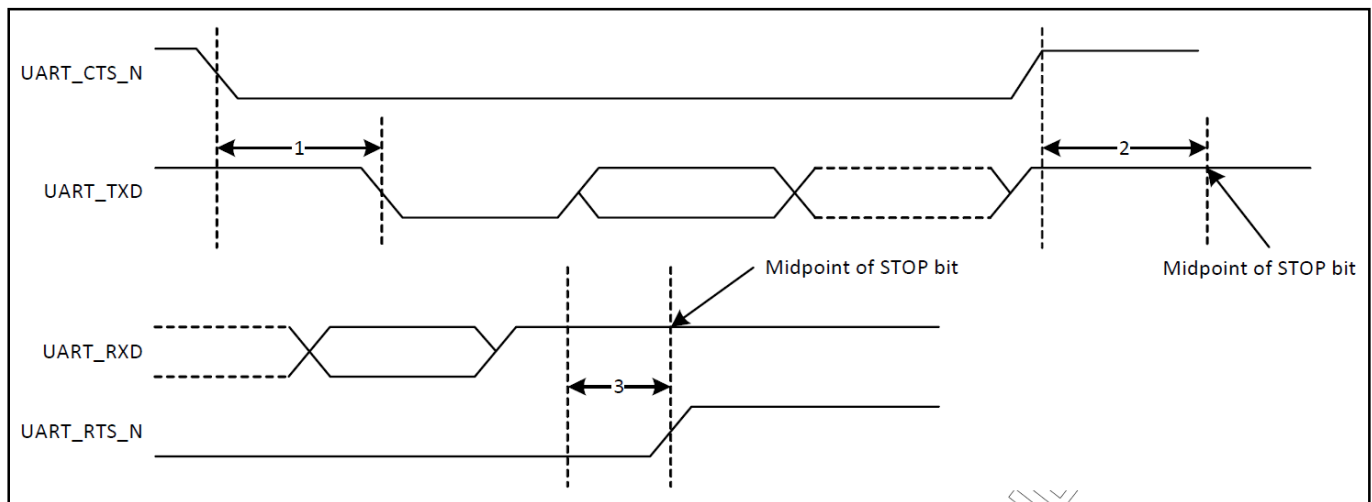 UART_CTS_N
1
2
UART_TXD
Midpoint of STOP bit
Midpoint of STOP bit
UART_RXD
3
UART_RTS_N